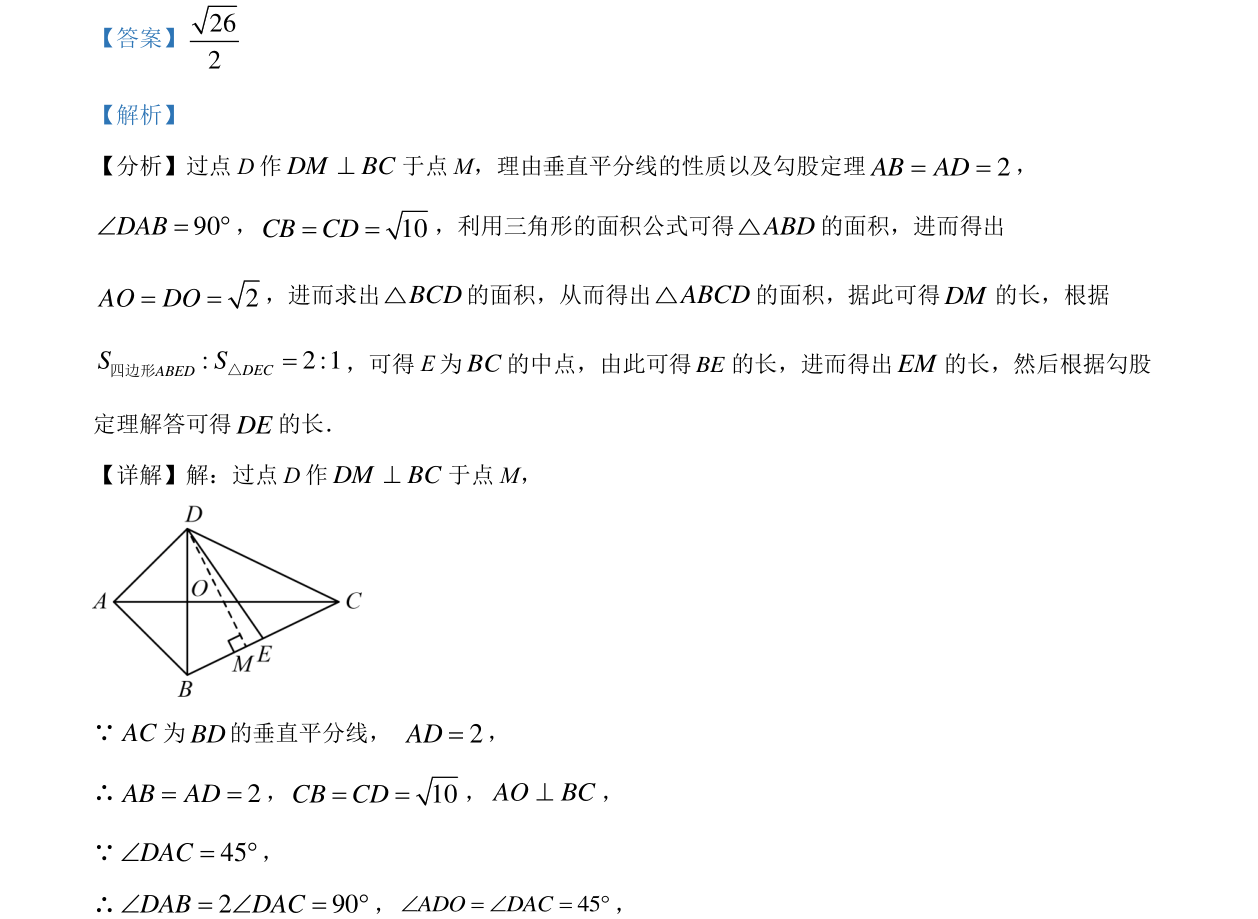 【答案】√26/2
【解析】
【分析】过点 D 作 DM ⊥ BC 于点 M，理由垂直平分线的性质以及勾股定理 AB = AD = 2，
∠DAB = 90°，CB = CD = √10，利用三角形的面积公式可得△ABD 的面积，进而得出
AO = DO = √2，进而求出△BCD 的面积，从而得出△ABCD 的面积，据此可得 DM 的长，根据
S四边形ABED : S△DEC = 2 : 1，可得 E 为 BC 的中点，由此可得 BE 的长，进而得出 EM 的长，然后根据勾股
定理解答可得 DE 的长．
【详解】解：过点 D 作 DM ⊥ BC 于点 M，
D
O
A
C
E
M
B
∵ AC 为 BD 的垂直平分线， AD = 2，
∴ AB = AD = 2，CB = CD = √10，AO ⊥ BC，
∵ ∠DAC = 45°，
∴ ∠DAB = 2∠DAC = 90°，∠ADO = ∠DAC = 45°，